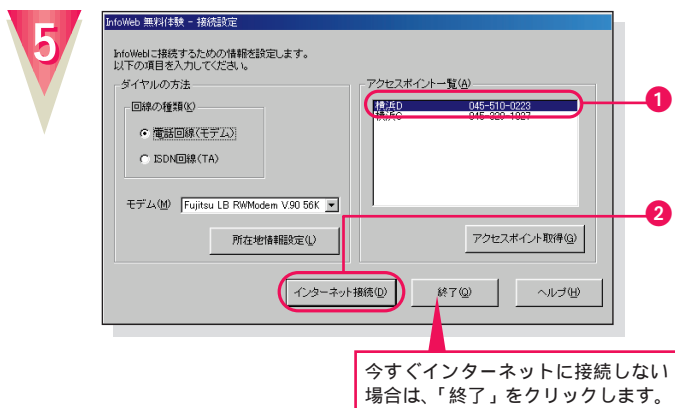 5
InfoWeb 無料体験 - 接続設定
InfoWebに接続するための情報を設定します。
以下の項目を入力してください。
ダイヤルの方法
回線の種類(K)
電話回線(モデム)
ISDN回線(TA)
モデム(M)
Fujitsu LB RWModem V.90 56K
所在地情報設定(L)
アクセスポイント一覧(A)
横浜D 045-510-0223
横浜C
アクセスポイント取得(G)
インターネット接続(D)
終了(Q)
ヘルプ(H)
1
2
今すぐインターネットに接続しない
場合は、「終了」をクリックします。